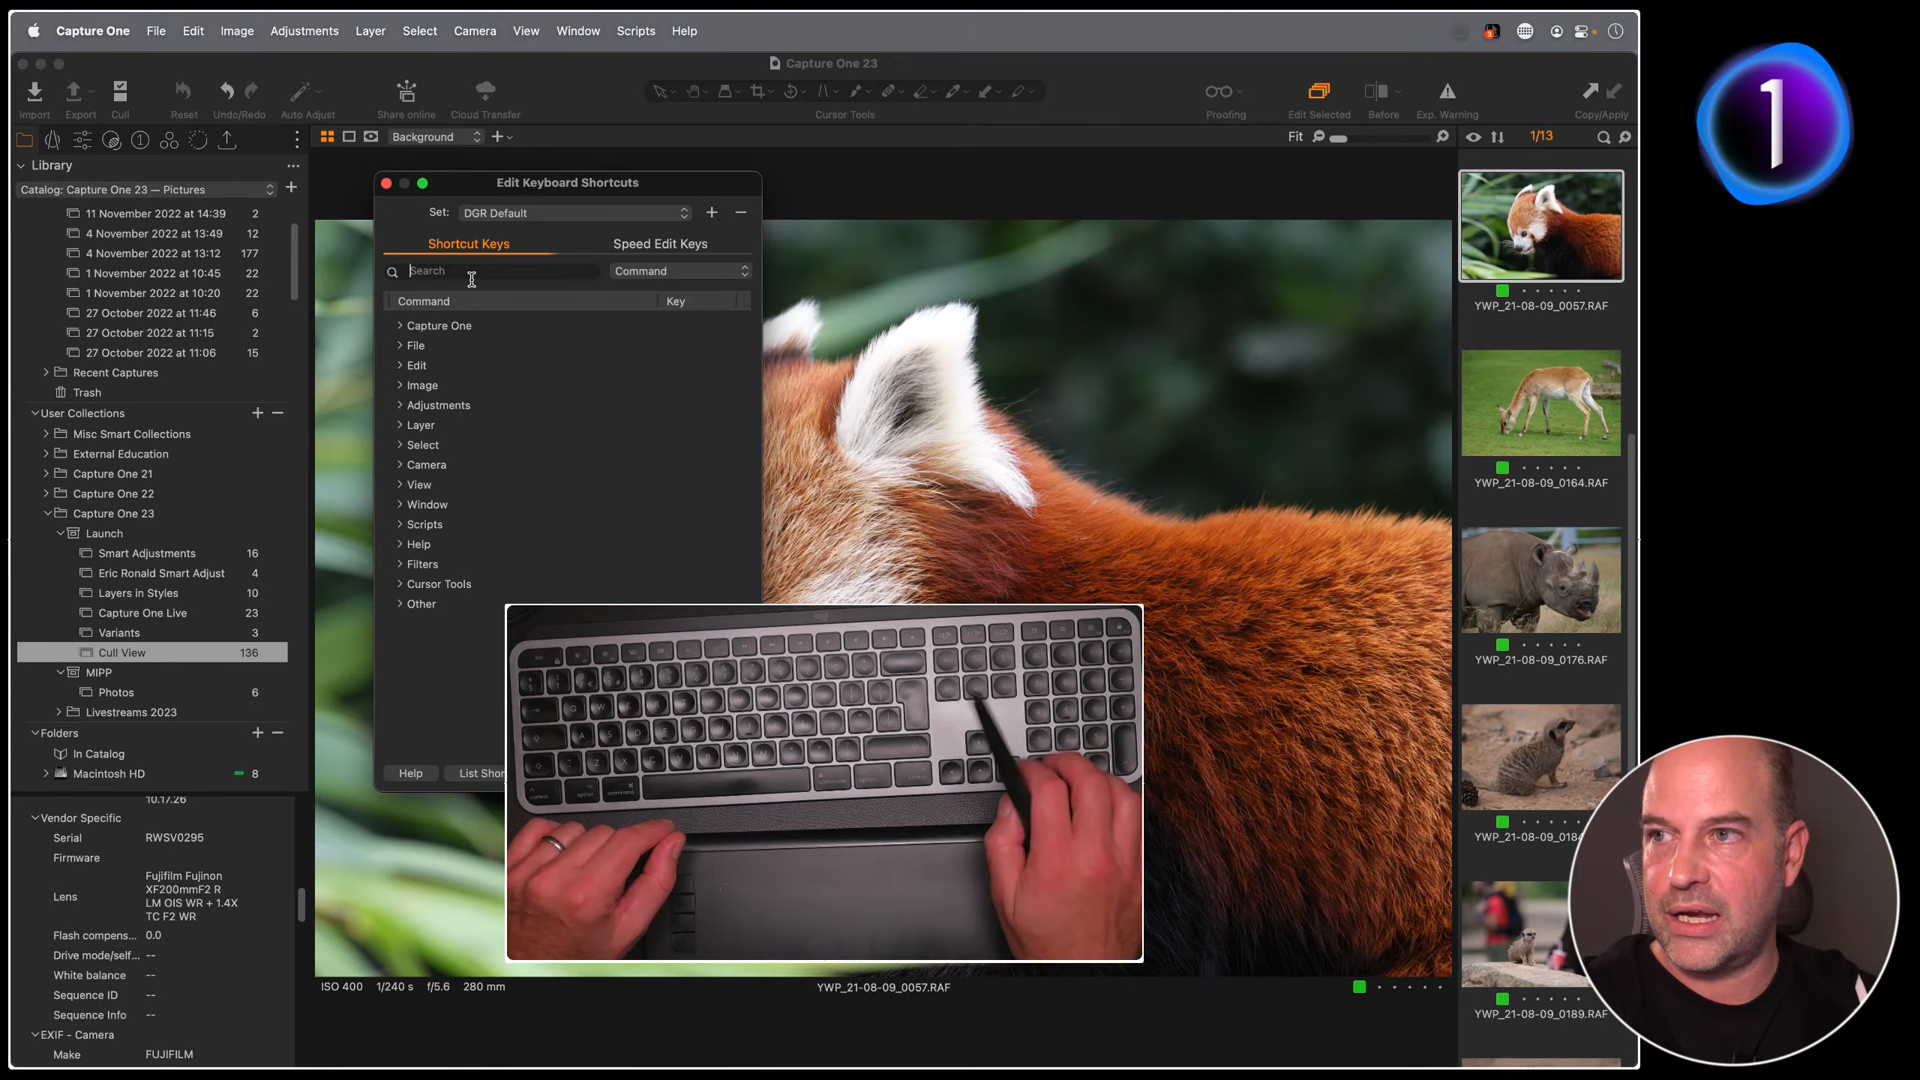 Capture One File Edit Image Adjustments Layer Select Camera View Window Scripts Help
3
Capture One 23
Import Export Cull Reset Undo/Redo Auto Adjust Share online Cloud Transfer Cursor Tools Proofing Edit Selected Before Exp. Warning Copy/Apply
Background
Fit
1/13
Library
Catalog: Capture One 23 — Pictures
11 November 2022 at 14:39 2
4 November 2022 at 13:49 12
4 November 2022 at 13:12 177
1 November 2022 at 10:45 22
1 November 2022 at 10:20 22
27 October 2022 at 11:46 6
27 October 2022 at 11:15 2
27 October 2022 at 11:06 15
Recent Captures
Trash
User Collections
Misc Smart Collections
External Education
Capture One 21
Capture One 22
Capture One 23
Launch
Smart Adjustments 16
Eric Ronald Smart Adjust 4
Layers in Styles 10
Capture One Live 23
Variants 3
Cull View 136
MIPP
Photos 6
Livestreams 2023
Folders
In Catalog
Macintosh HD 8
10.17.26
Vendor Specific
Serial RWSV0295
Firmware
Lens
Fujifilm Fujinon
XF200mmF2 R
LM OIS WR + 1.4X
TC F2 WR
Flash compens... 0.0
Drive mode/self... --
White balance --
Sequence ID --
Sequence Info --
EXIF - Camera
Make FUJIFILM
Edit Keyboard Shortcuts
Set: DGR Default
Shortcut Keys Speed Edit Keys
Search Command
Command Key
Capture One
File
Edit
Image
Adjustments
Layer
Select
Camera
View
Window
Scripts
Help
Filters
Cursor Tools
Other
Help List Shor
ISO 400 1/240 s f/5.6 280 mm
YWP_21-08-09_0057.RAF
YWP_21-08-09_0057.RAF
YWP_21-08-09_0164.RAF
YWP_21-08-09_0176.RAF
YWP_21-08-09_018
YWP_21-08-09_0189.RAF
1